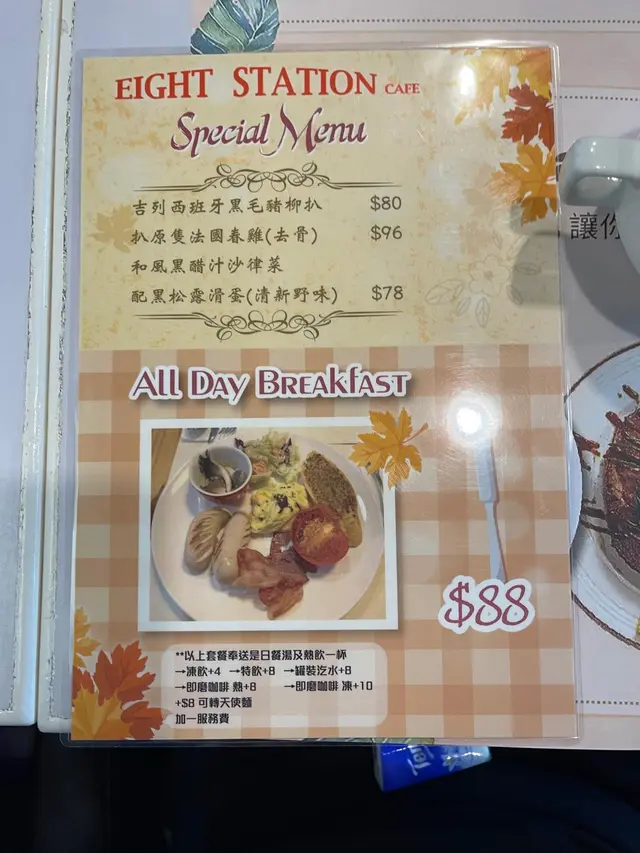 EIGHT STATION CAFE
Special Menu
吉列西班牙黑毛豬柳扒 $80
扒原隻法國春雞(去骨) $96
和風黑醋汁沙律菜
配黑松露滑蛋(清新野味) $78
讓你
ALL DAY BREAKFAST
$88
**以上套餐奉送是日餐湯及熱飲一杯
→凍飲+4 →特飲+8 →罐裝汽水+8
→即磨咖啡 熱+8 →即磨咖啡 凍+10
+$8 可轉天使麵
加一服務費
Tempo